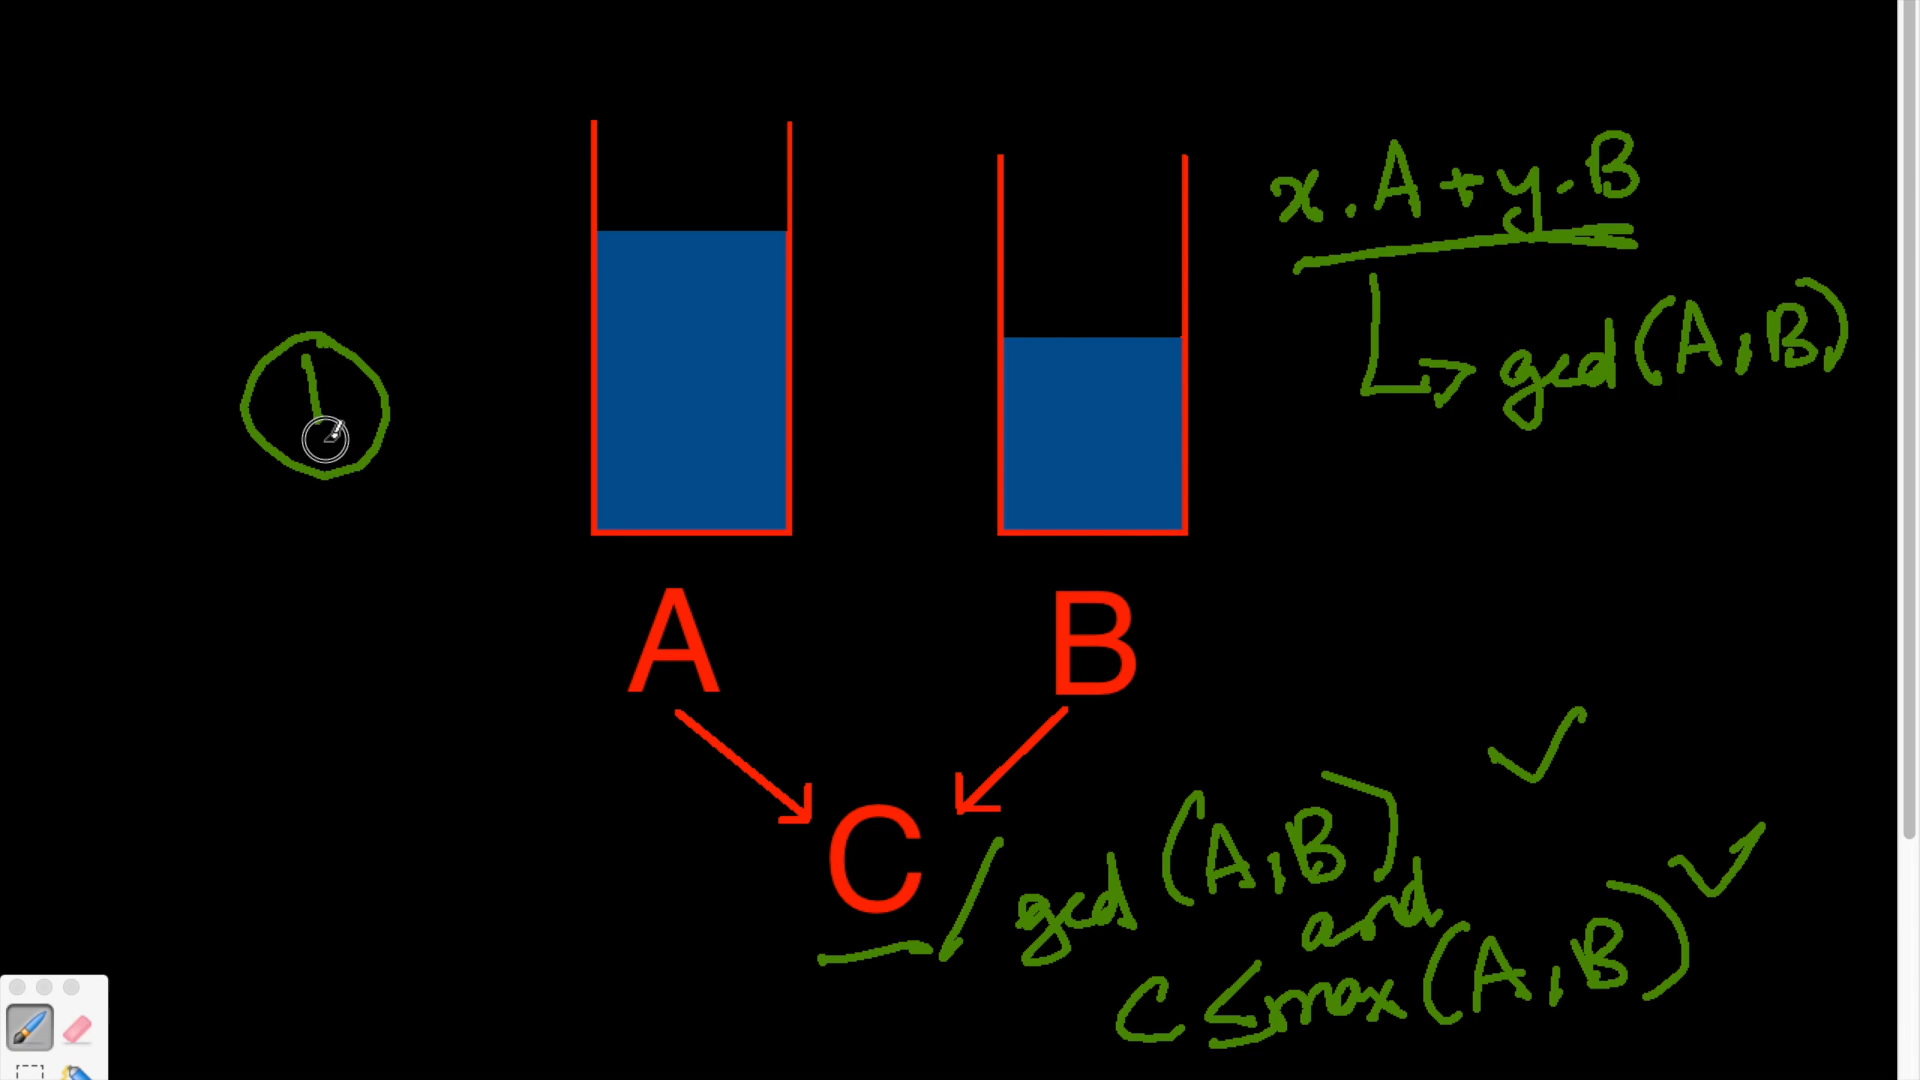 x. A + y. B
gcd (A, B)
A
B
C / gcd (A, B)
and
C ≤ max (A, B)